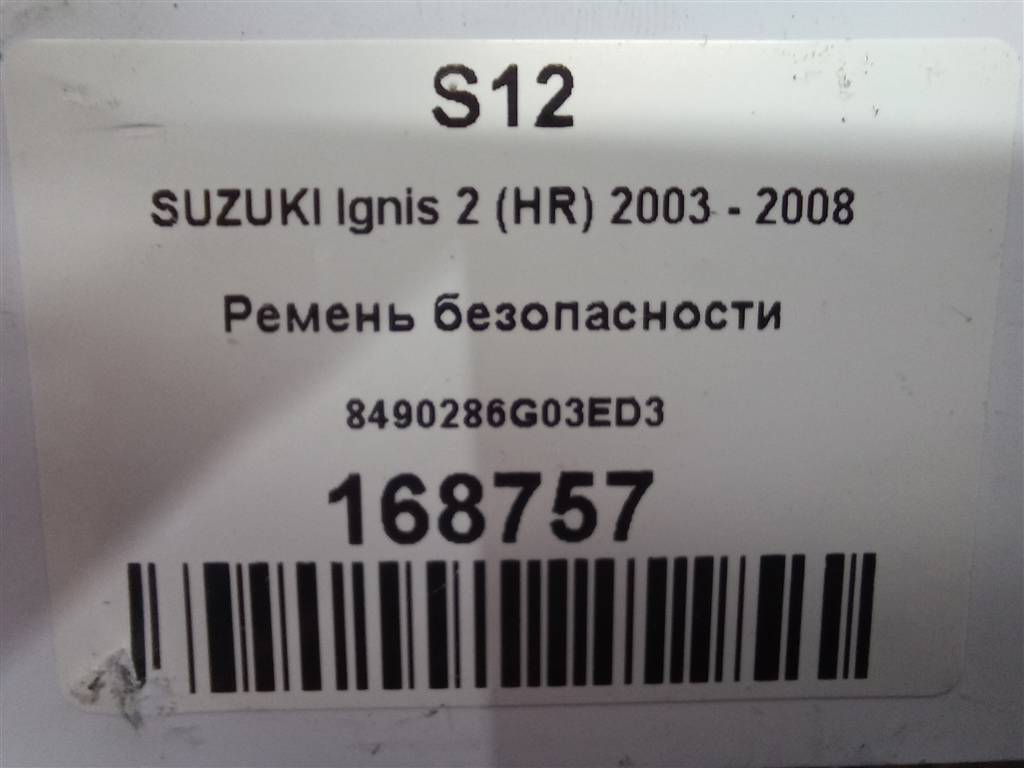 S12
SUZUKI Ignis 2 (HR) 2003 - 2008
Ремень безопасности
8490286G03ED3
168757